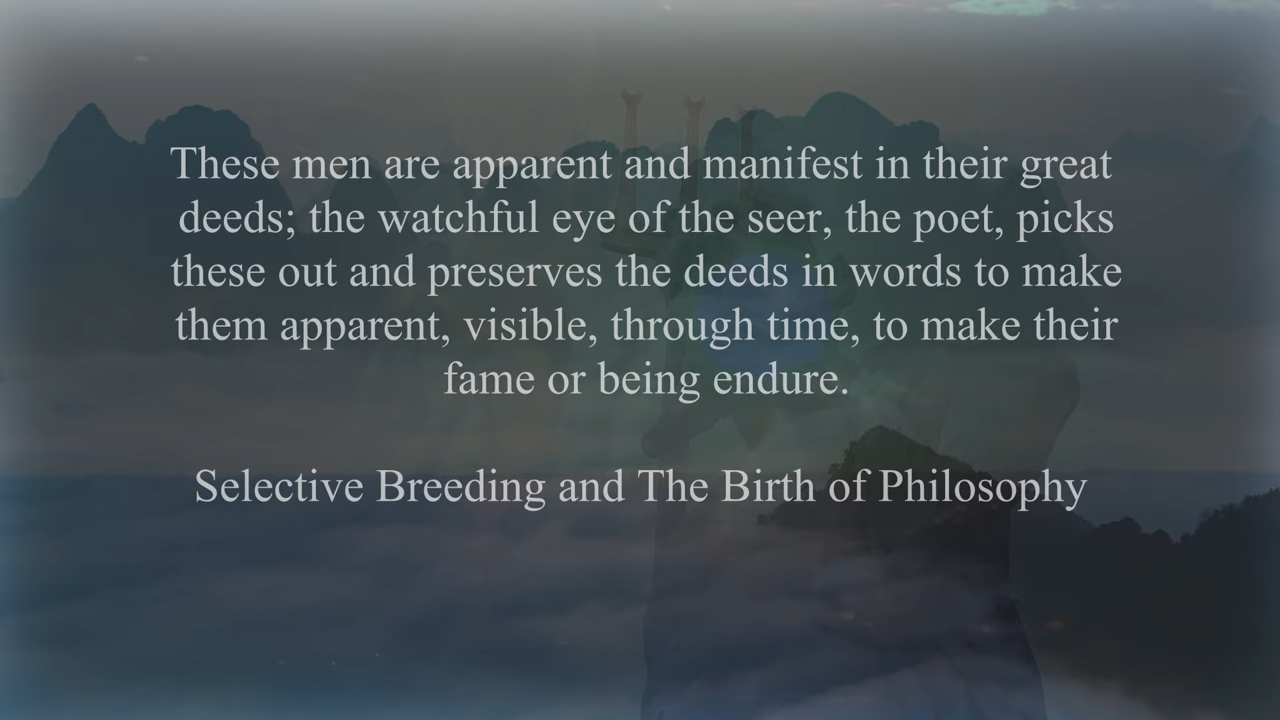 These men are apparent and manifest in their great
deeds; the watchful eye of the seer, the poet, picks
these out and preserves the deeds in words to make
them apparent, visible, through time, to make their
fame or being endure.
Selective Breeding and The Birth of Philosophy